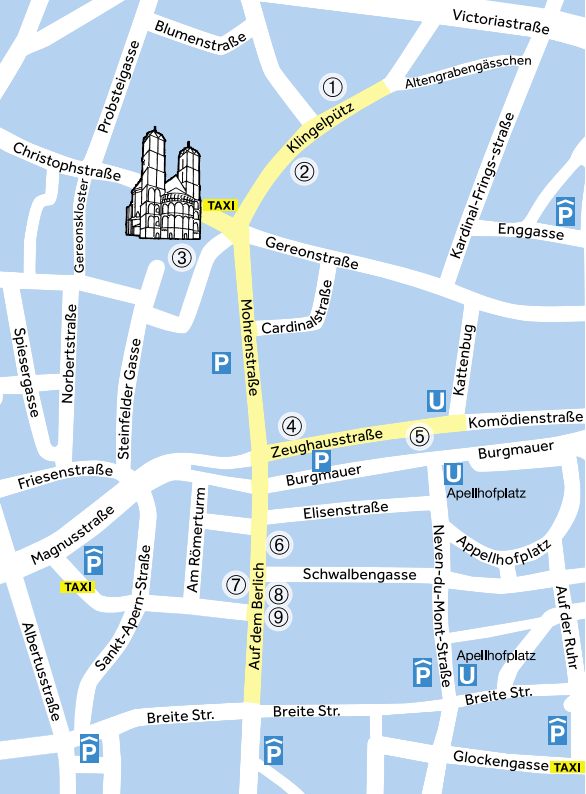 Victoriastraße
Blumenstraße
Altengrabengässchen
①
Probsteigasse
Klingelpütz
Christophstraße
②
Kardinal-Frings-straße
Gereonskloster
TAXI
P
Enggasse
③
Gereonstraße
Mohrenstraße
Cardinalstraße
Spiesergasse
Norbertstraße
Steinfelder Gasse
P
Kattenbug
U
④
Komödienstraße
Zeughausstraße
⑤
P
Burgmauer
Burgmauer
Friesenstraße
U
Apellhofplatz
Am Römerturm
Elisenstraße
Magnusstraße
⑥
Neven-du-Mont-Straße
Appellhofplatz
P
TAXI
Schwalbengasse
⑦
⑧
⑨
Auf dem Berlich
Auf der Ruhr
Sankt-Apern-Straße
Albertusstraße
Apellhofplatz
P
U
Breite Str.
Breite Str.
Breite Str.
P
P
P
Glockengasse
TAXI